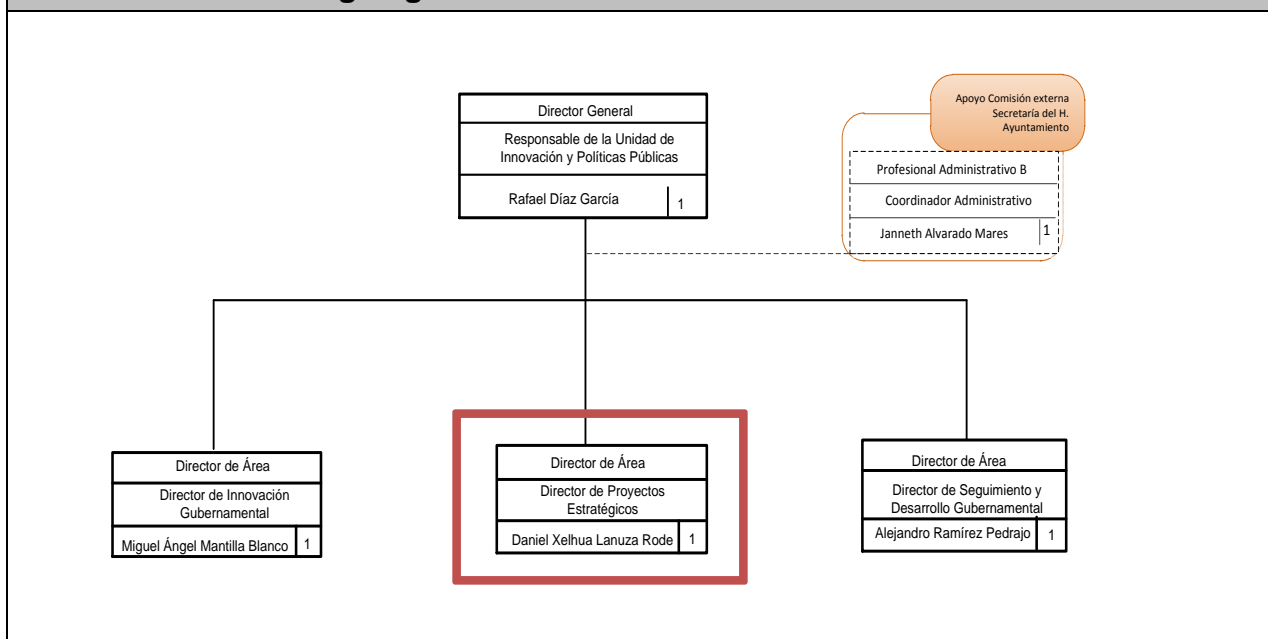 Director General
Responsable de la Unidad de
Innovación y Políticas Públicas
Rafael Díaz García
1
Apoyo Comisión externa
Secretaría del H.
Ayuntamiento
Profesional Administrativo B
Coordinador Administrativo
Janneth Alvarado Mares
1
Director de Área
Director de Innovación
Gubernamental
Miguel Ángel Mantilla Blanco
1
Director de Área
Director de Proyectos
Estratégicos
Daniel Xelhua Lanuza Rode
1
Director de Área
Director de Seguimiento y
Desarrollo Gubernamental
Alejandro Ramírez Pedrajo
1